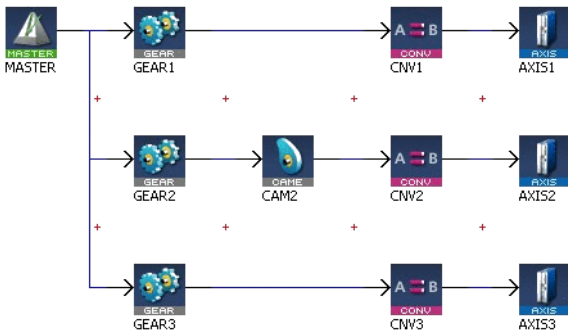 MASTER
MASTER
GEAR
GEAR1
A B
CONV
CNV1
AXIS
AXIS1
GEAR
GEAR2
CAME
CAM2
A B
CONV
CNV2
AXIS
AXIS2
GEAR
GEAR3
A B
CONV
CNV3
AXIS
AXIS3